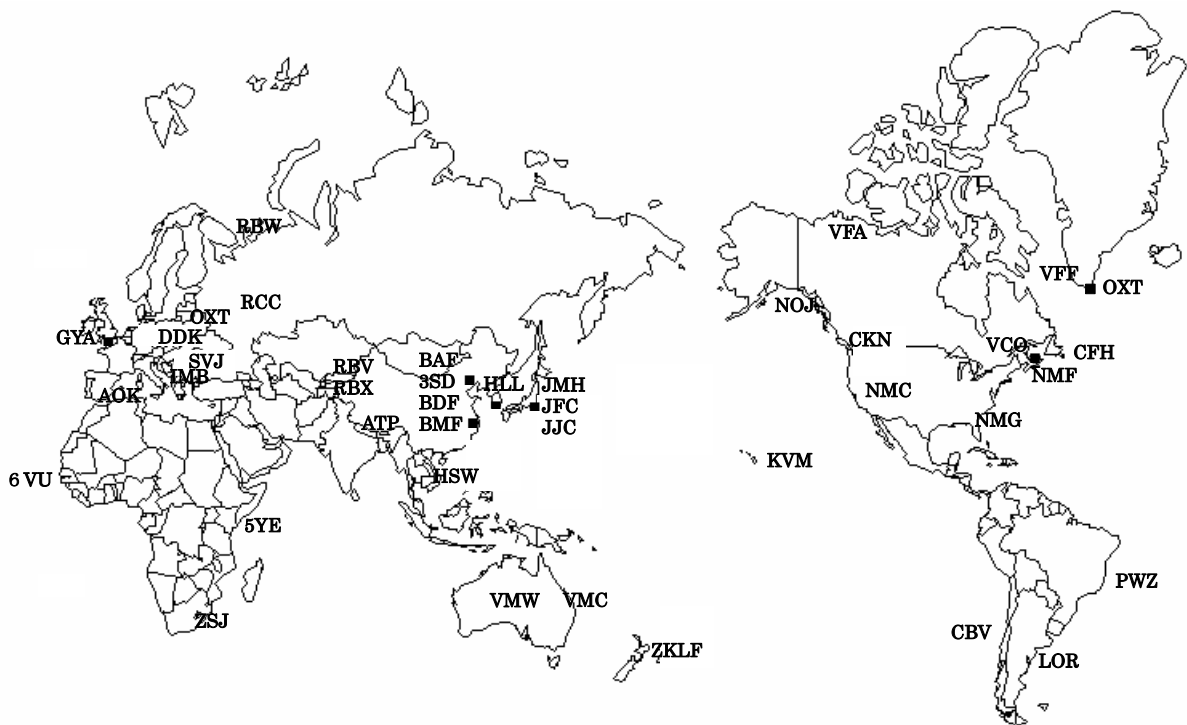 RBW
VFA
VFF
OXT
RCC
NOJ
OXT
GYA
DDK
CKN
VCO
CFH
SVJ
BAF
RBV
IMB
3SD
HLL
JMH
NMF
RBX
NMC
AOK
BDF
JFC
ATP
BMF
JJC
NMG
KVM
6 VU
HSW
5YE
PWZ
VMW
VMC
ZSJ
CBV
ZKLF
LOR